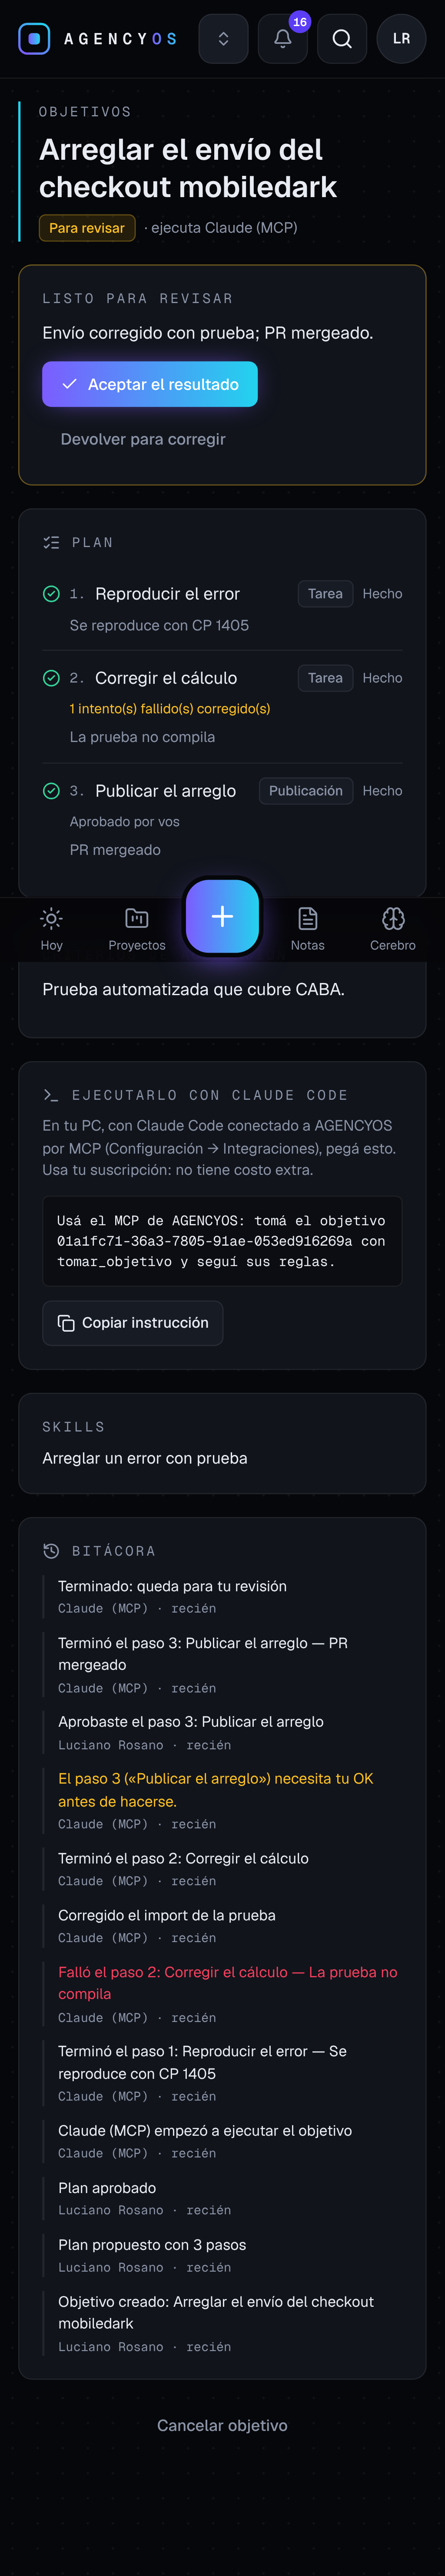 AGENCYOS
16
LR
OBJETIVOS
Arreglar el envío del
checkout mobiledark
Para revisar · ejecuta Claude (MCP)
LISTO PARA REVISAR
Envío corregido con prueba; PR mergeado.
Aceptar el resultado
Devolver para corregir
PLAN
1. Reproducir el error Tarea Hecho
Se reproduce con CP 1405
2. Corregir el cálculo Tarea Hecho
1 intento(s) fallido(s) corregido(s)
La prueba no compila
3. Publicar el arreglo Publicación Hecho
Aprobado por vos
PR mergeado
Hoy Proyectos Notas Cerebro
Prueba automatizada que cubre CABA.
EJECUTARLO CON CLAUDE CODE
En tu PC, con Claude Code conectado a AGENCYOS
por MCP (Configuración → Integraciones), pegá esto.
Usa tu suscripción: no tiene costo extra.
Usá el MCP de AGENCYOS: tomá el objetivo
01a1fc71-36a3-7805-91ae-053ed916269a con
tomar_objetivo y seguí sus reglas.
Copiar instrucción
SKILLS
Arreglar un error con prueba
BITÁCORA
Terminado: queda para tu revisión
Claude (MCP) · recién
Terminó el paso 3: Publicar el arreglo — PR
mergeado
Claude (MCP) · recién
Aprobaste el paso 3: Publicar el arreglo
Luciano Rosano · recién
El paso 3 («Publicar el arreglo») necesita tu OK
antes de hacerse.
Claude (MCP) · recién
Terminó el paso 2: Corregir el cálculo
Claude (MCP) · recién
Corregido el import de la prueba
Claude (MCP) · recién
Falló el paso 2: Corregir el cálculo — La prueba no
compila
Claude (MCP) · recién
Terminó el paso 1: Reproducir el error — Se
reproduce con CP 1405
Claude (MCP) · recién
Claude (MCP) empezó a ejecutar el objetivo
Claude (MCP) · recién
Plan aprobado
Luciano Rosano · recién
Plan propuesto con 3 pasos
Luciano Rosano · recién
Objetivo creado: Arreglar el envío del checkout
mobiledark
Luciano Rosano · recién
Cancelar objetivo